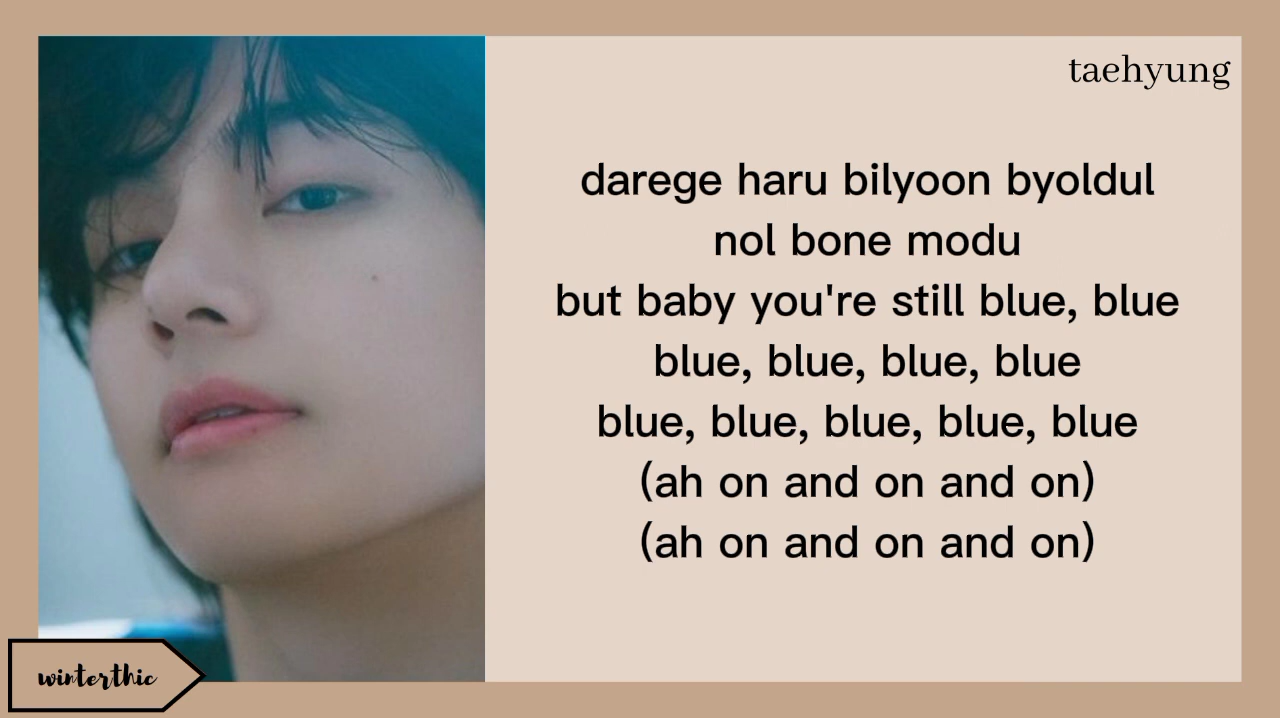 taehyung
darege haru bilyoon byoldul
nol bone modu
but baby you're still blue, blue
blue, blue, blue, blue
blue, blue, blue, blue, blue
(ah on and on and on)
(ah on and on and on)
winterthic